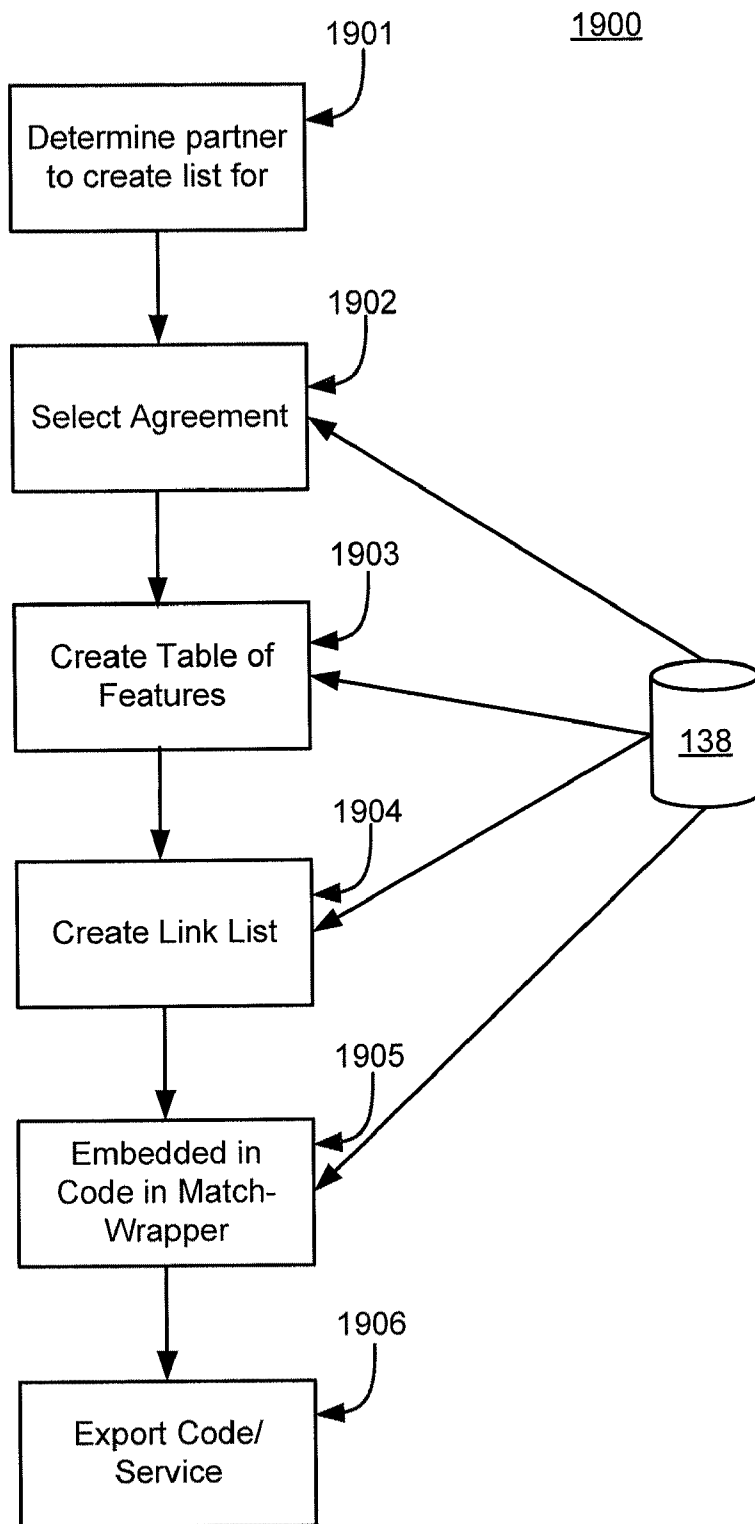 1900
1901
Determine partner
to create list for
1902
Select Agreement
1903
Create Table of
Features
138
1904
Create Link List
1905
Embedded in
Code in Match-
Wrapper
1906
Export Code/
Service